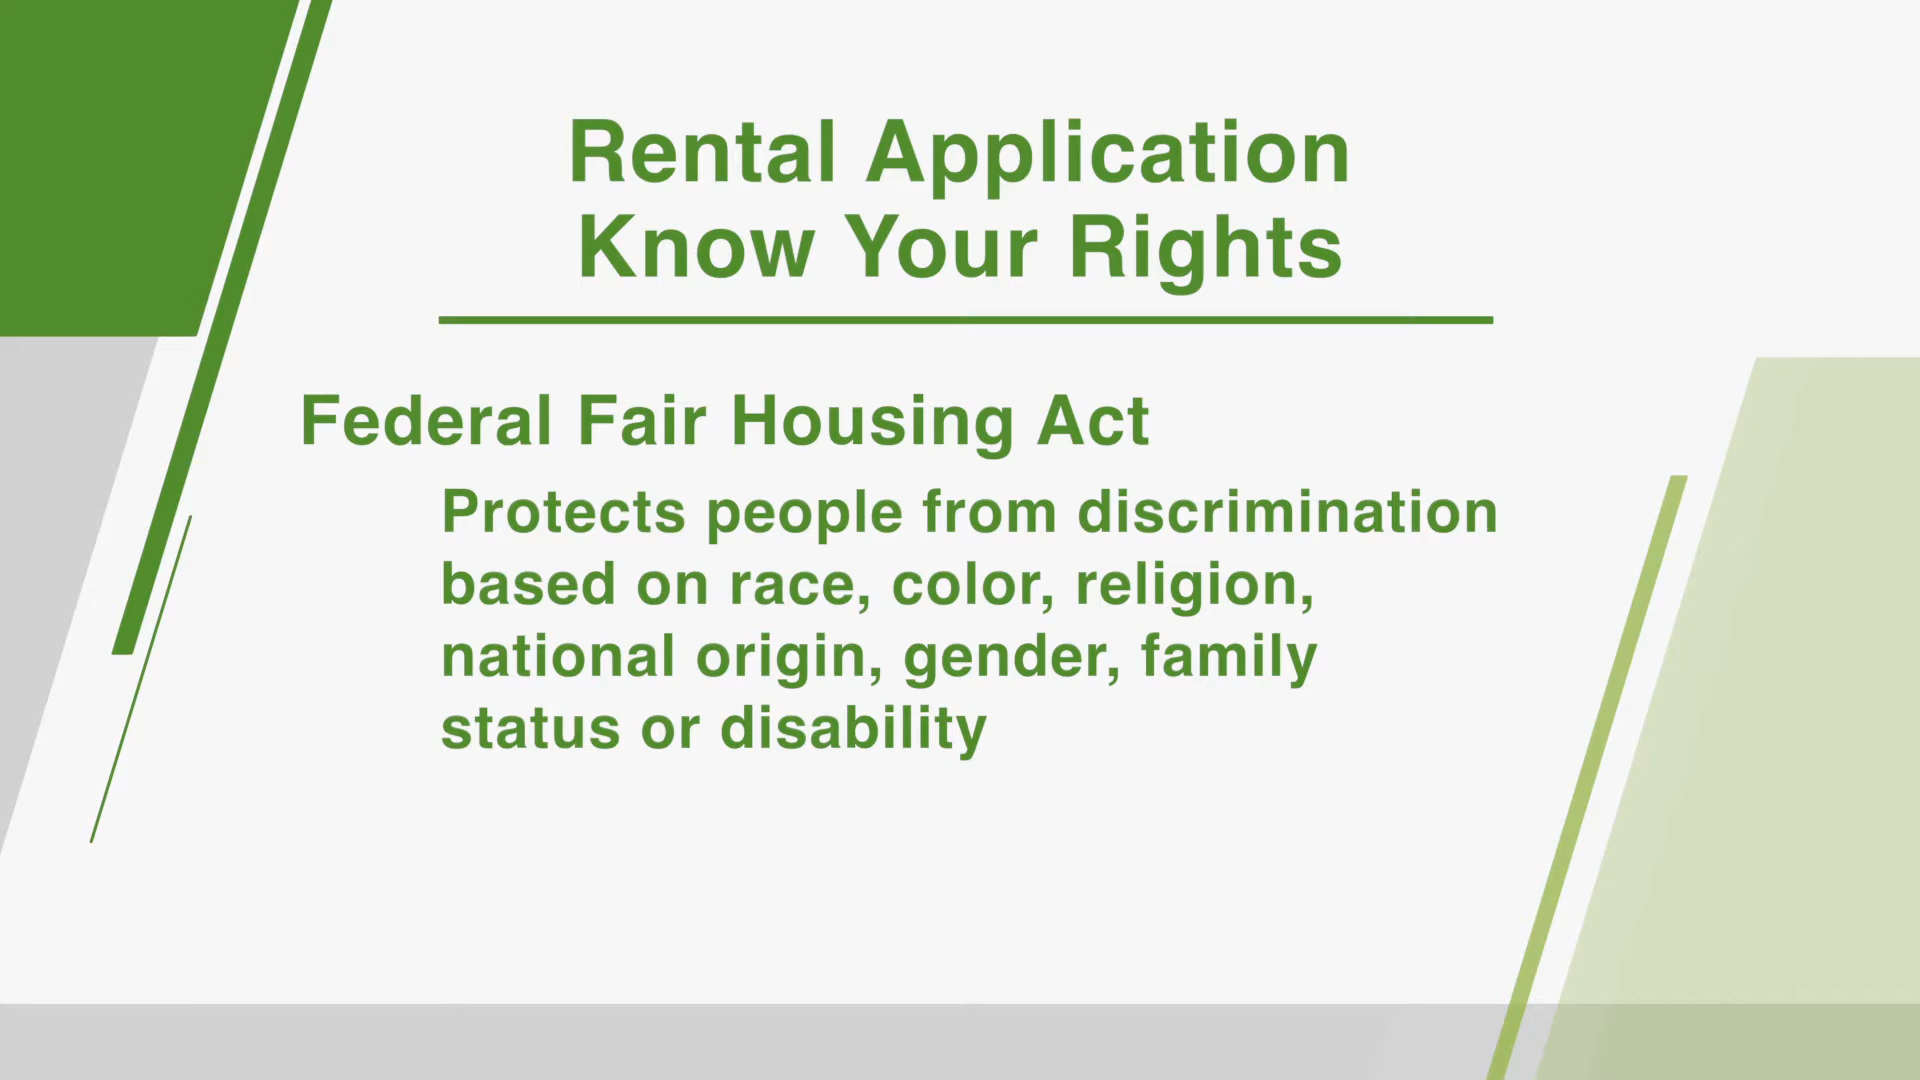 Rental Application
Know Your Rights
Federal Fair Housing Act
Protects people from discrimination
based on race, color, religion,
national origin, gender, family
status or disability